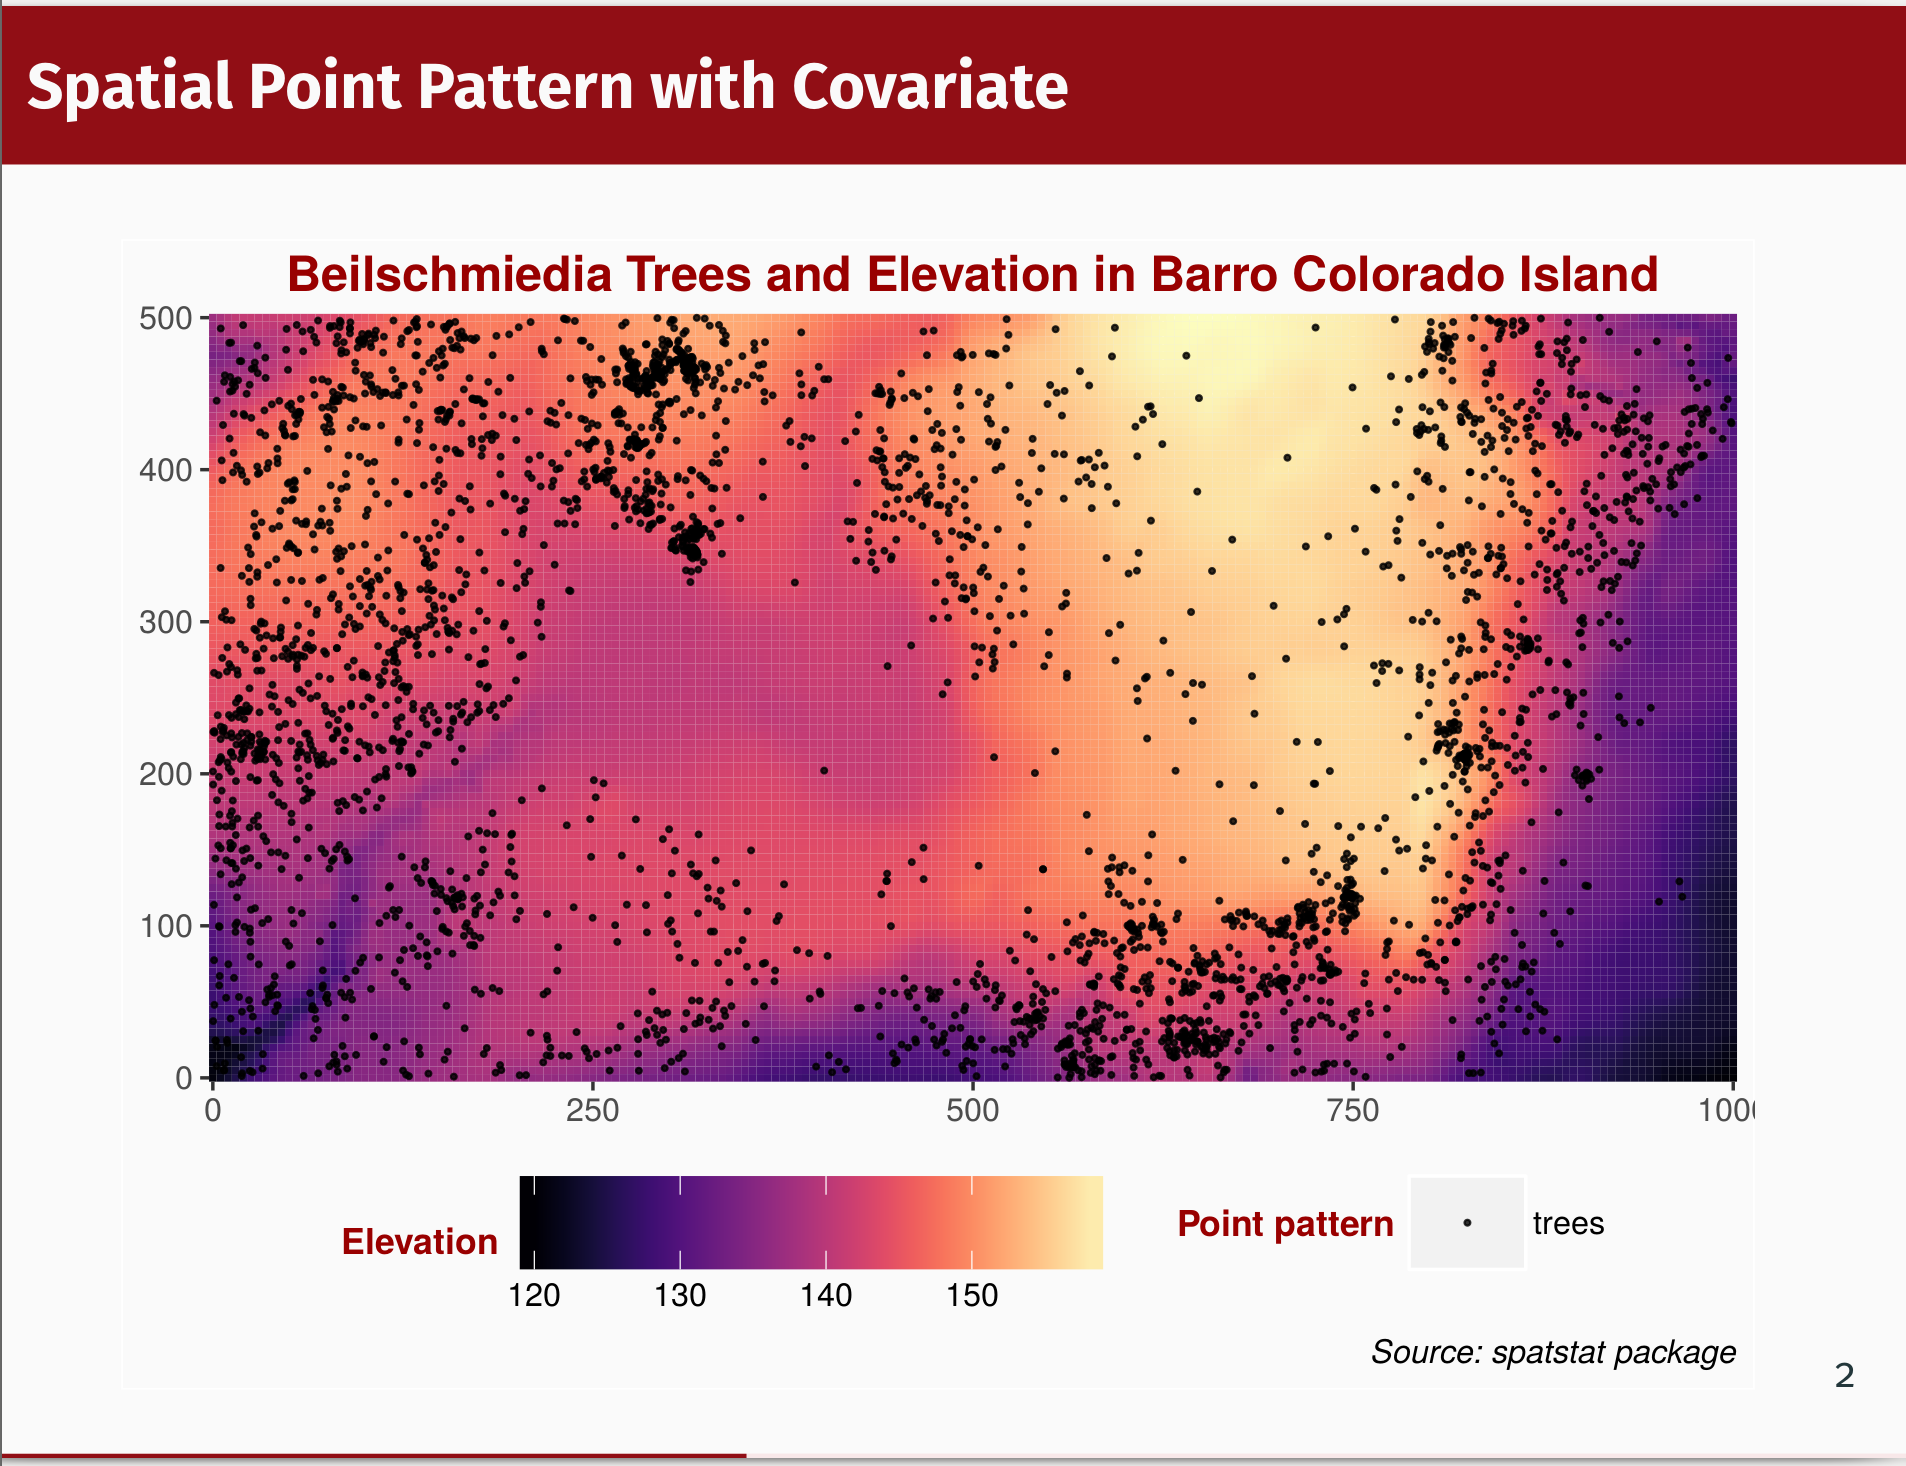 Spatial Point Pattern with Covariate
Beilschmiedia Trees and Elevation in Barro Colorado Island
500
400
300
200
100
0
0 250 500 750 100
Elevation
120 130 140 150
Point pattern trees
Source: spatstat package
2